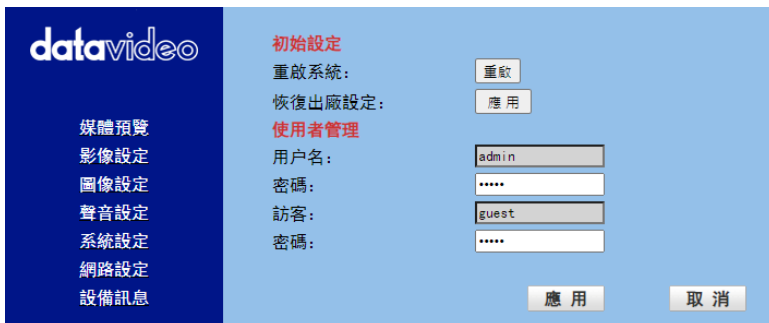 datavideo
媒體預覽
影像設定
圖像設定
聲音設定
系統設定
網路設定
設備訊息
初始設定
重啟系統: 重啟
恢復出廠設定: 應用
使用者管理
用户名: admin
密碼: •••••
訪客: guest
密碼: •••••
應用 取消